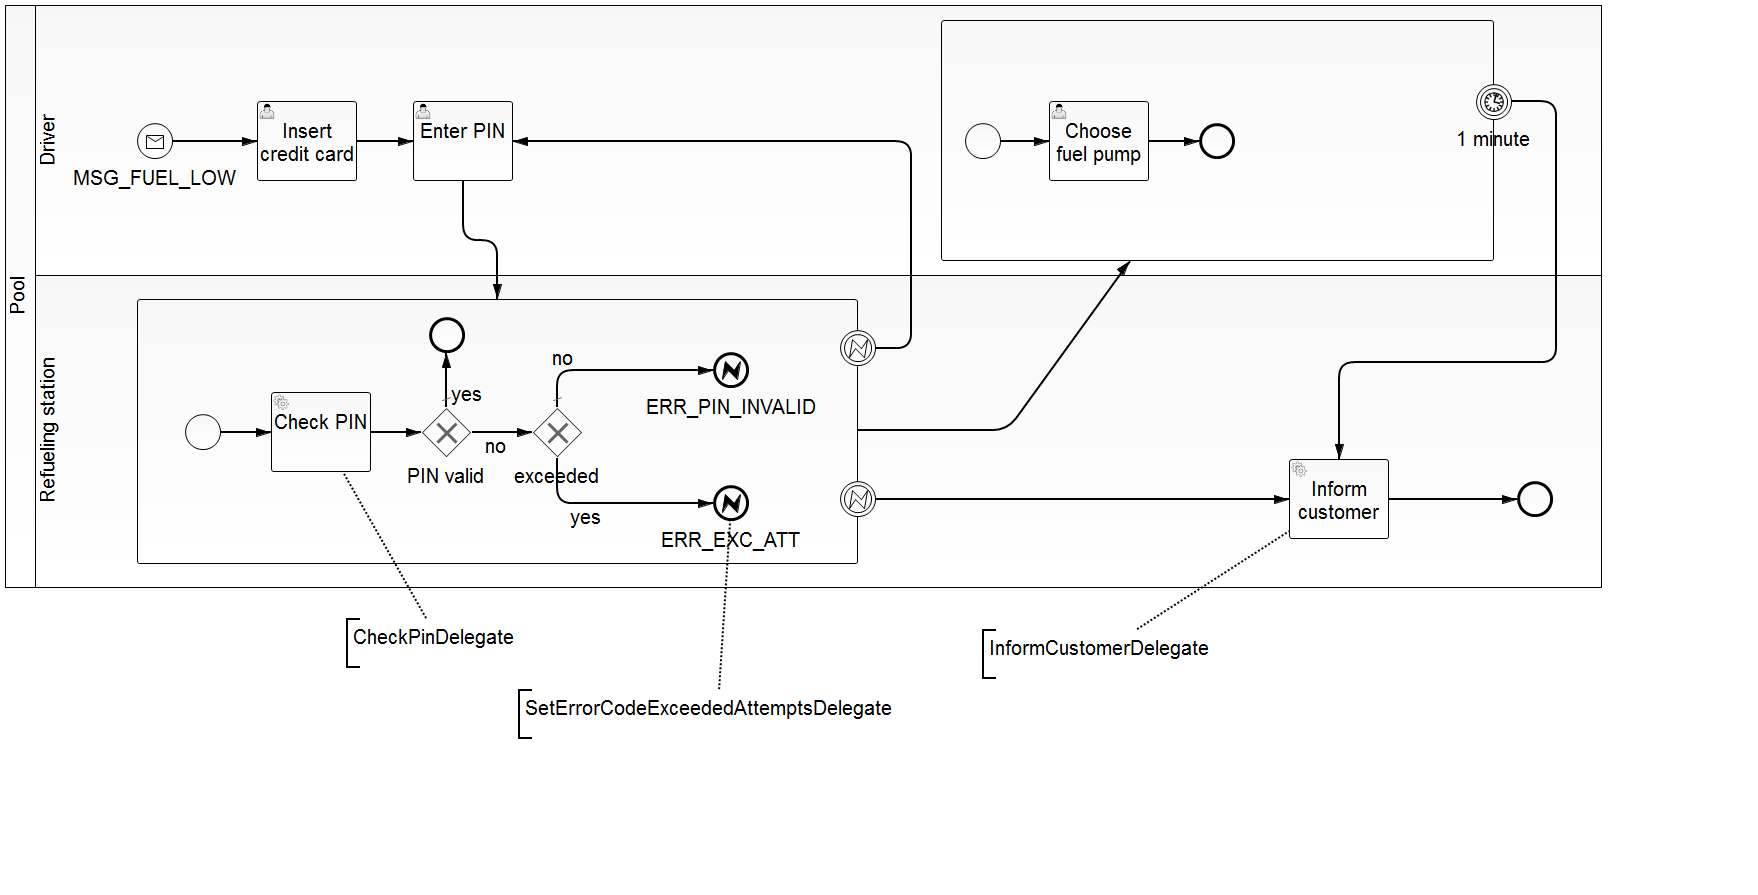 Pool
Driver
MSG_FUEL_LOW
Insert
credit card
Enter PIN
Choose
fuel pump
1 minute
Refueling station
Check PIN
yes
PIN valid
no
exceeded
no
ERR_PIN_INVALID
yes
ERR_EXC_ATT
Inform
customer
CheckPinDelegate
SetErrorCodeExceededAttemptsDelegate
InformCustomerDelegate